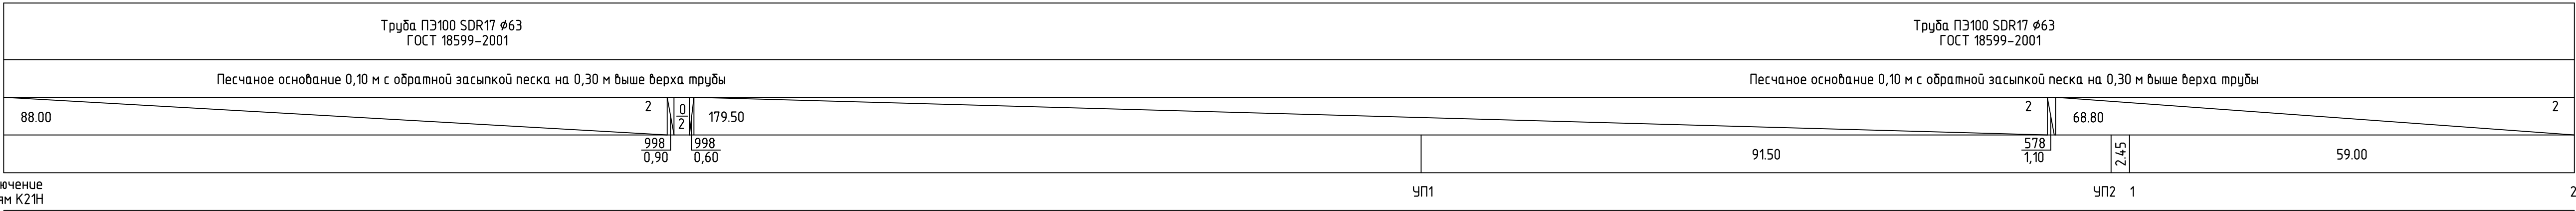 Труба ПЭ100 SDR17 ⌀63
ГОСТ 18599-2001
Труба ПЭ100 SDR17 ⌀63
ГОСТ 18599-2001
Песчаное основание 0,10 м с обратной засыпкой песка на 0,30 м выше верха трубы
Песчаное основание 0,10 м с обратной засыпкой песка на 0,30 м выше верха трубы
88.00
2
0
2
179.50
2
68.80
2
998
0,90
998
0,60
91.50
578
1,10
2.45
59.00
УП1
УП2
1
2
К21Н